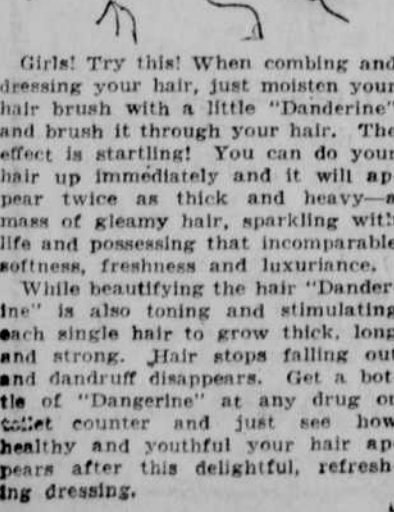 Girls! Try this! When combing and
dressing your hair, just moisten your
hair brush with a little "Danderine"
and brush it through your hair. The
effect is startling! You can do your
hair up immediately and it will ap
pear twice as thick and heavy—a
mass of gleamy hair, sparkling with
life and possessing that incomparable
softness, freshness and luxuriance.
While beautifying the hair "Dander
ine" is also toning and stimulating
each single hair to grow thick, long
and strong. Hair stops falling out
and dandruff disappears. Get a bot
tle of "Dangerine" at any drug or
toilet counter and just see how
healthy and youthful your hair ap
pears after this delightful, refresh
ing dressing.